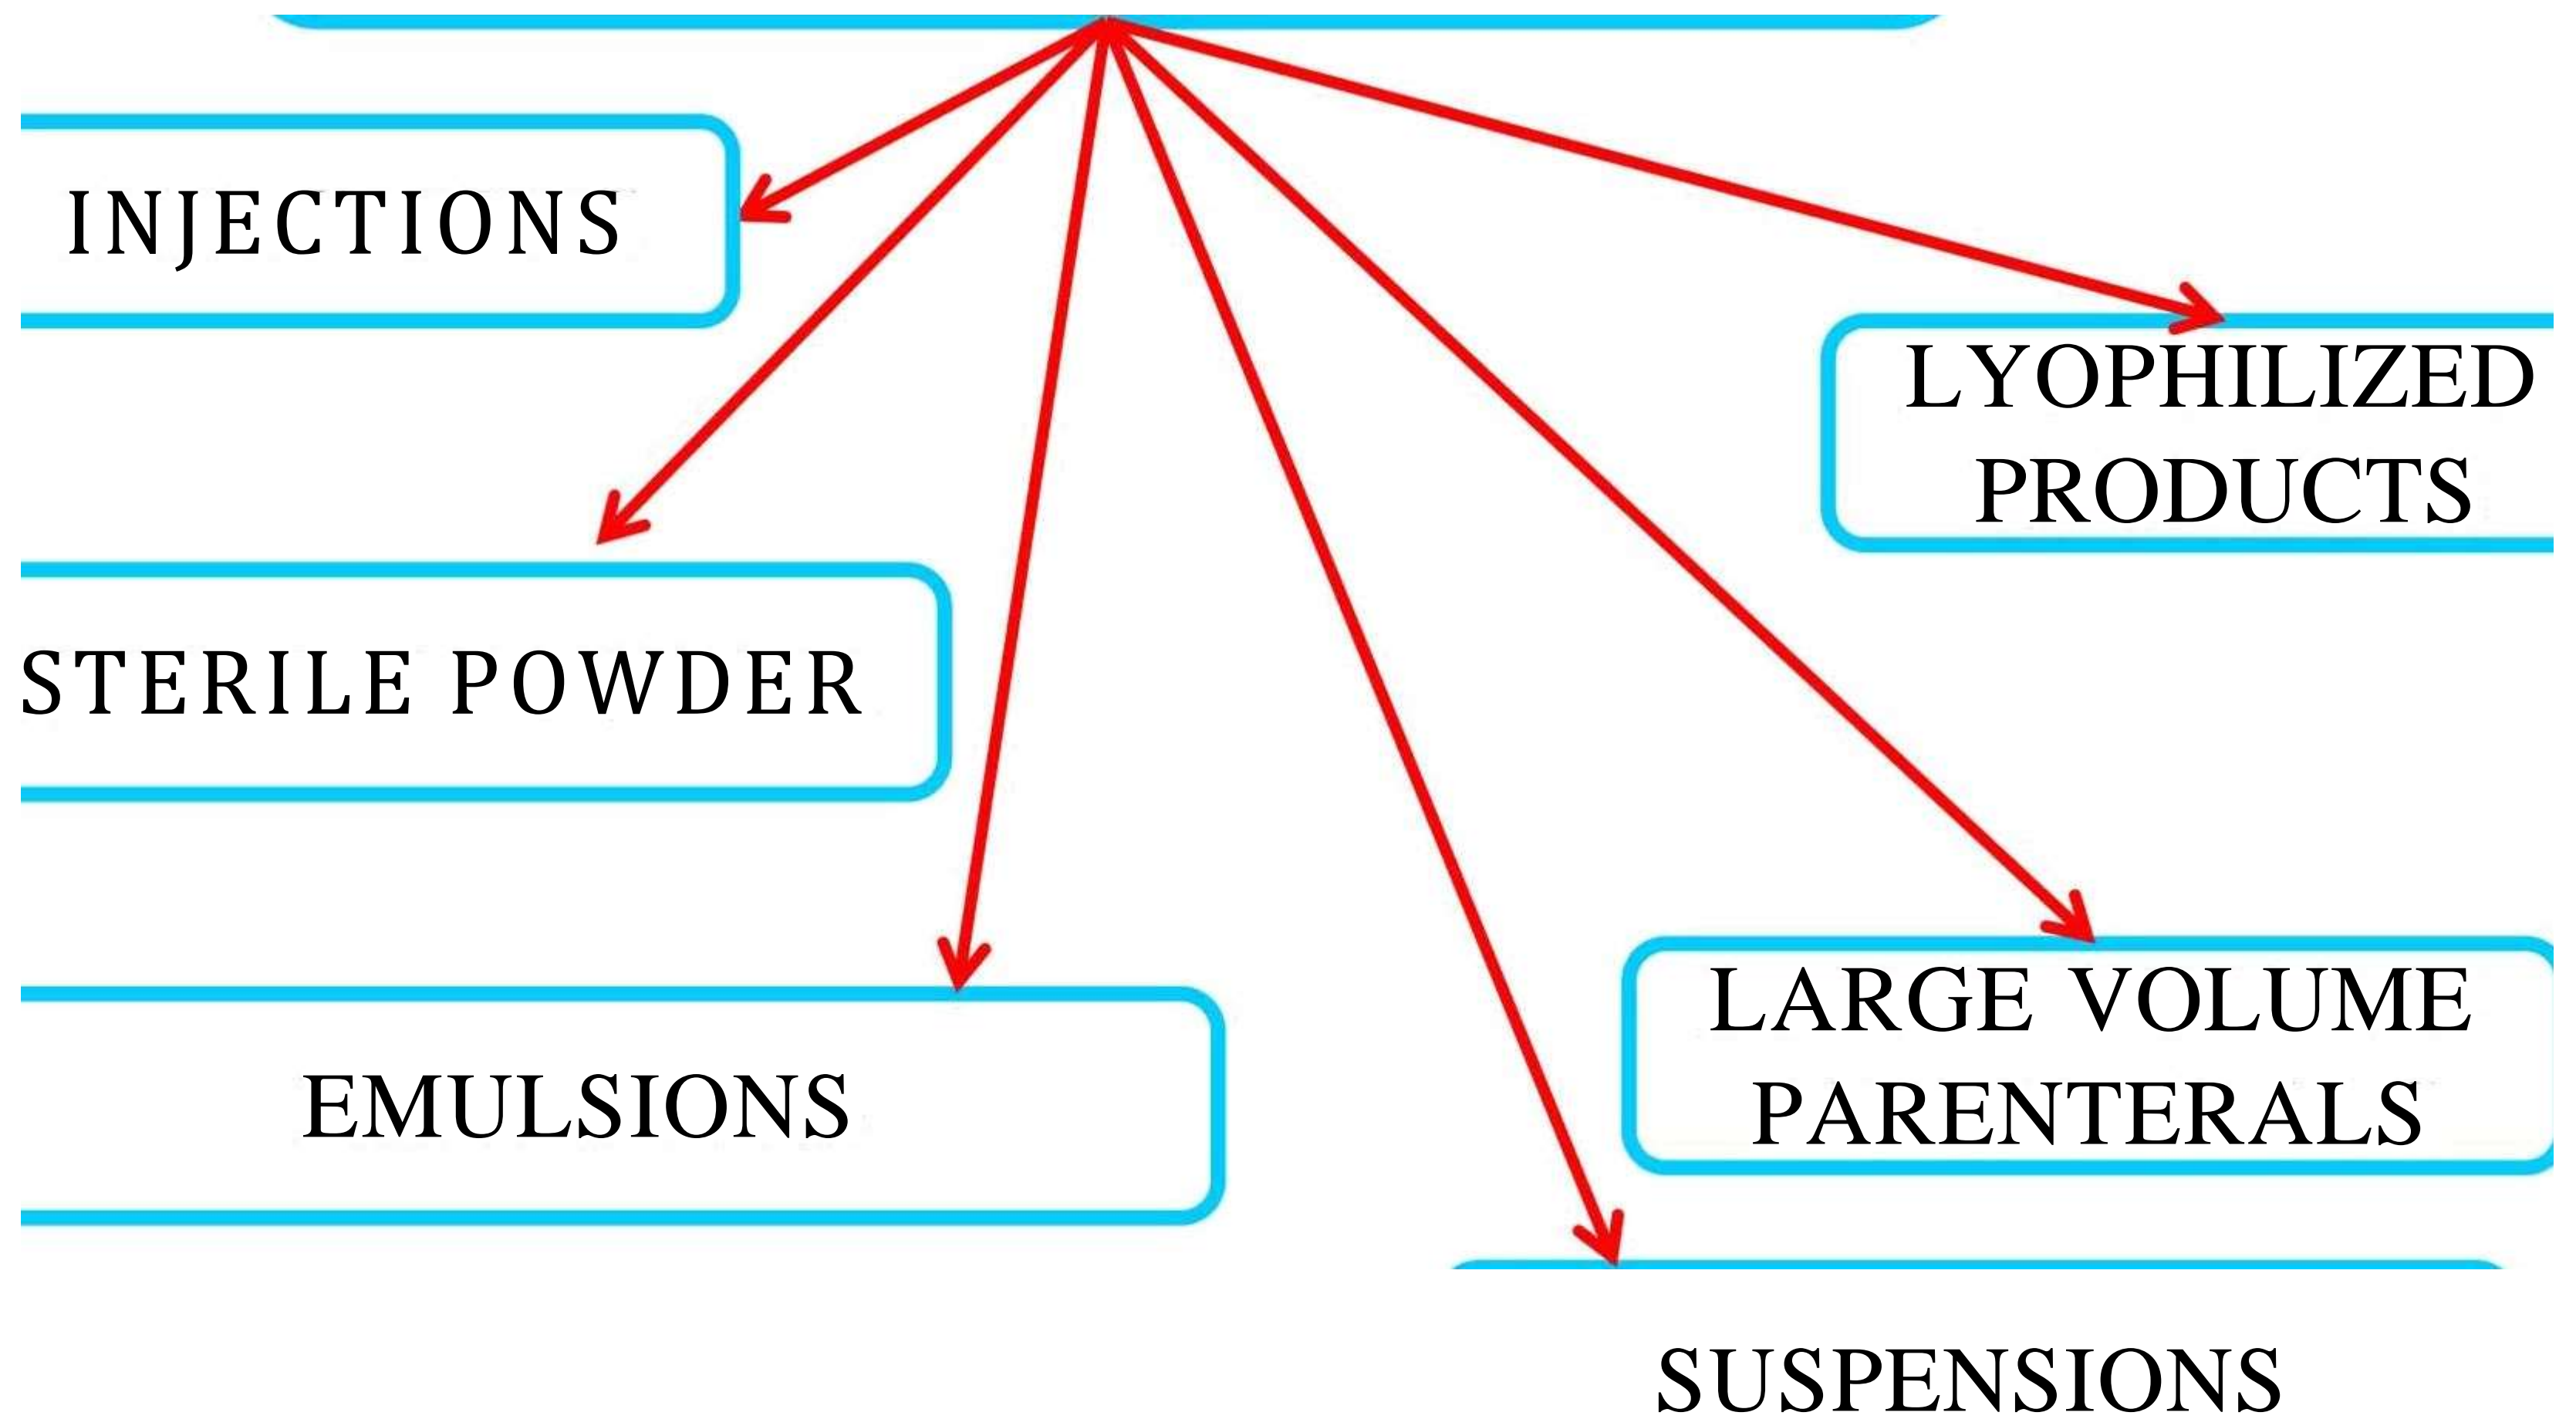 INJECTIONS
LYOPHILIZED
PRODUCTS
STERILE POWDER
LARGE VOLUME
PARENTERALS
EMULSIONS
SUSPENSIONS